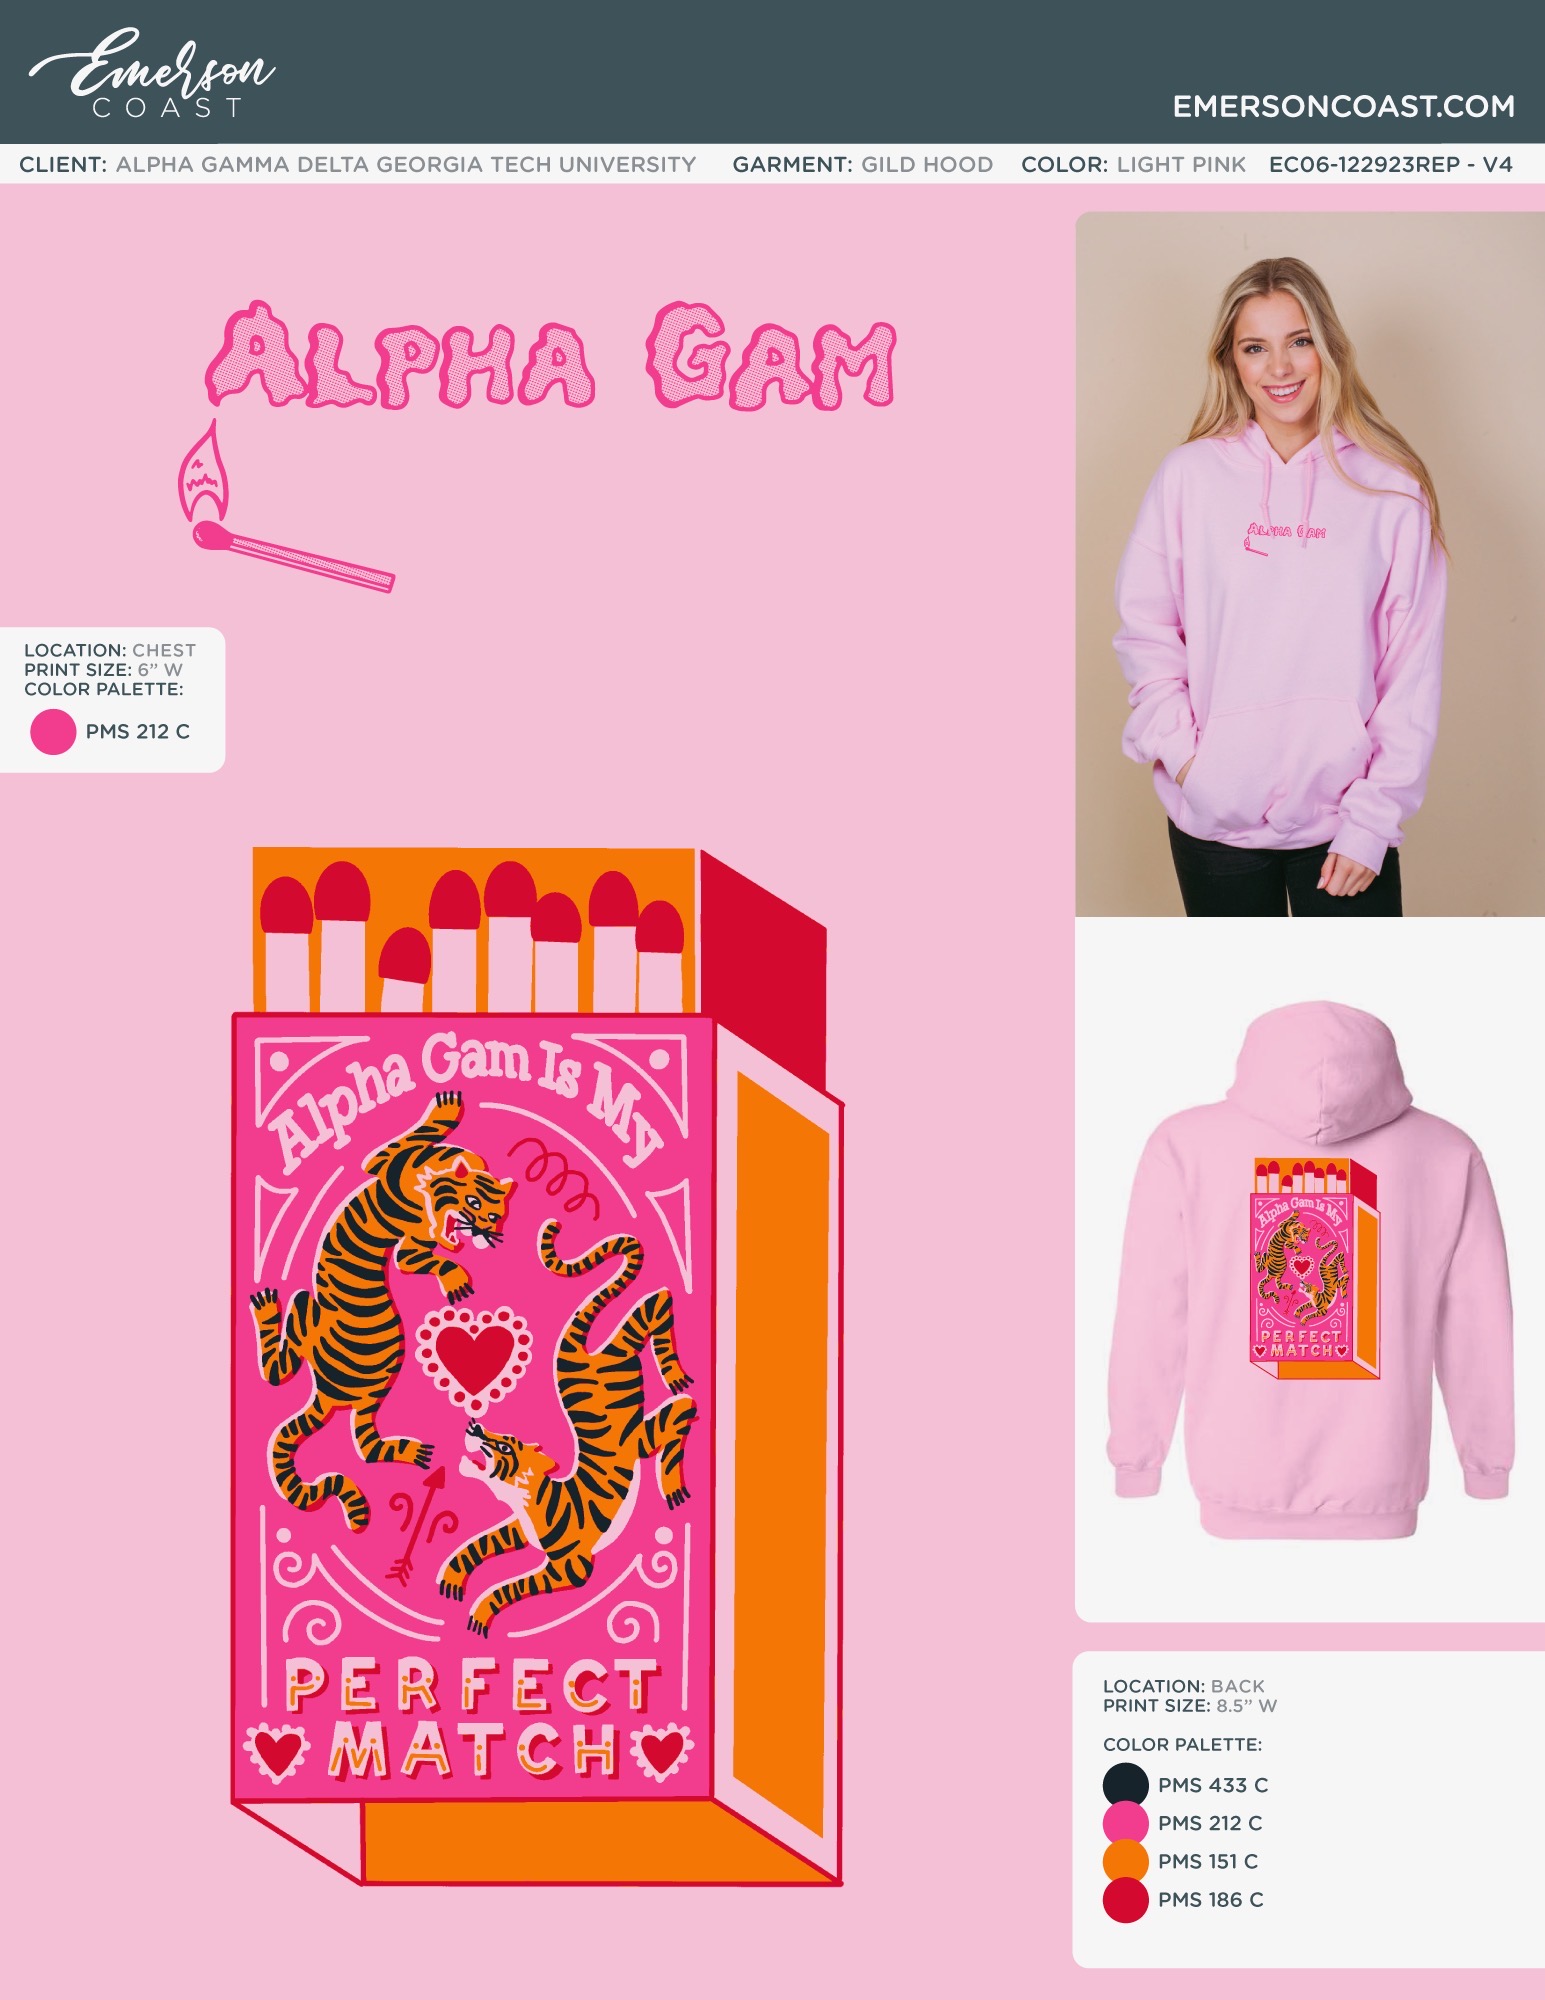 Emerson
COAST
EMERSONCOAST.COM
CLIENT: ALPHA GAMMA DELTA GEORGIA TECH UNIVERSITY GARMENT: GILD HOOD COLOR: LIGHT PINK EC06-122923REP - V4
ALPHA GAM
ALPHA GAM
LOCATION: CHEST
PRINT SIZE: 6” W
COLOR PALETTE:
PMS 212 C
Alpha Gam Is My
PERFECT
MATCH
Alpha Gam Is My
PERFECT
MATCH
LOCATION: BACK
PRINT SIZE: 8.5” W
COLOR PALETTE:
PMS 433 C
PMS 212 C
PMS 151 C
PMS 186 C